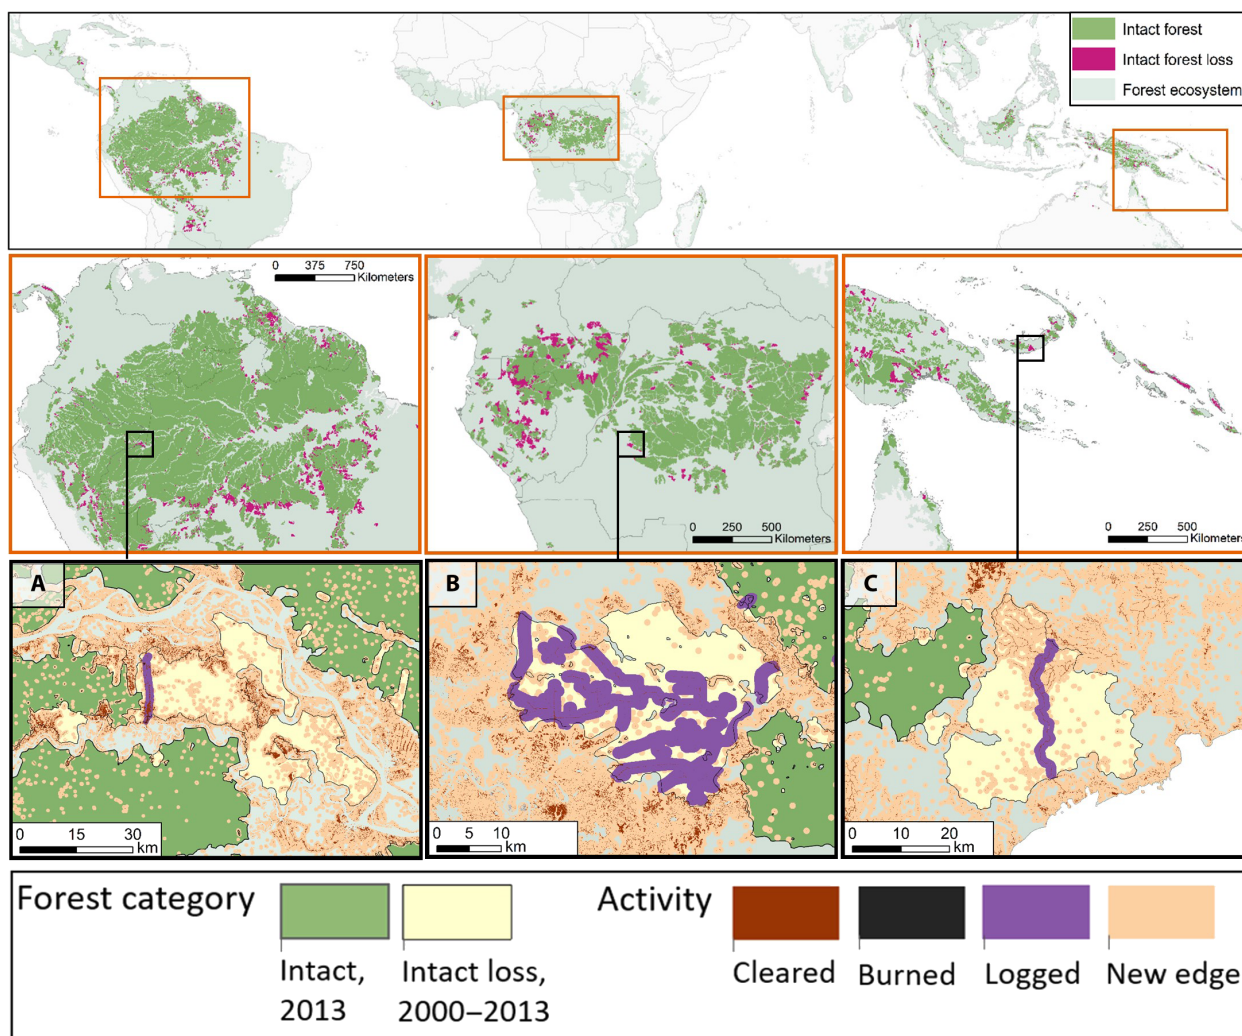 Intact forest
Intact forest loss
Forest ecosystem
0 375 750
Kilometers
0 250 500
Kilometers
0 250 500
Kilometers
A
B
C
0 15 30
km
0 5 10
km
0 10 20
km
Forest category
Activity
Intact,
2013
Intact loss,
2000–2013
Cleared
Burned
Logged
New edge